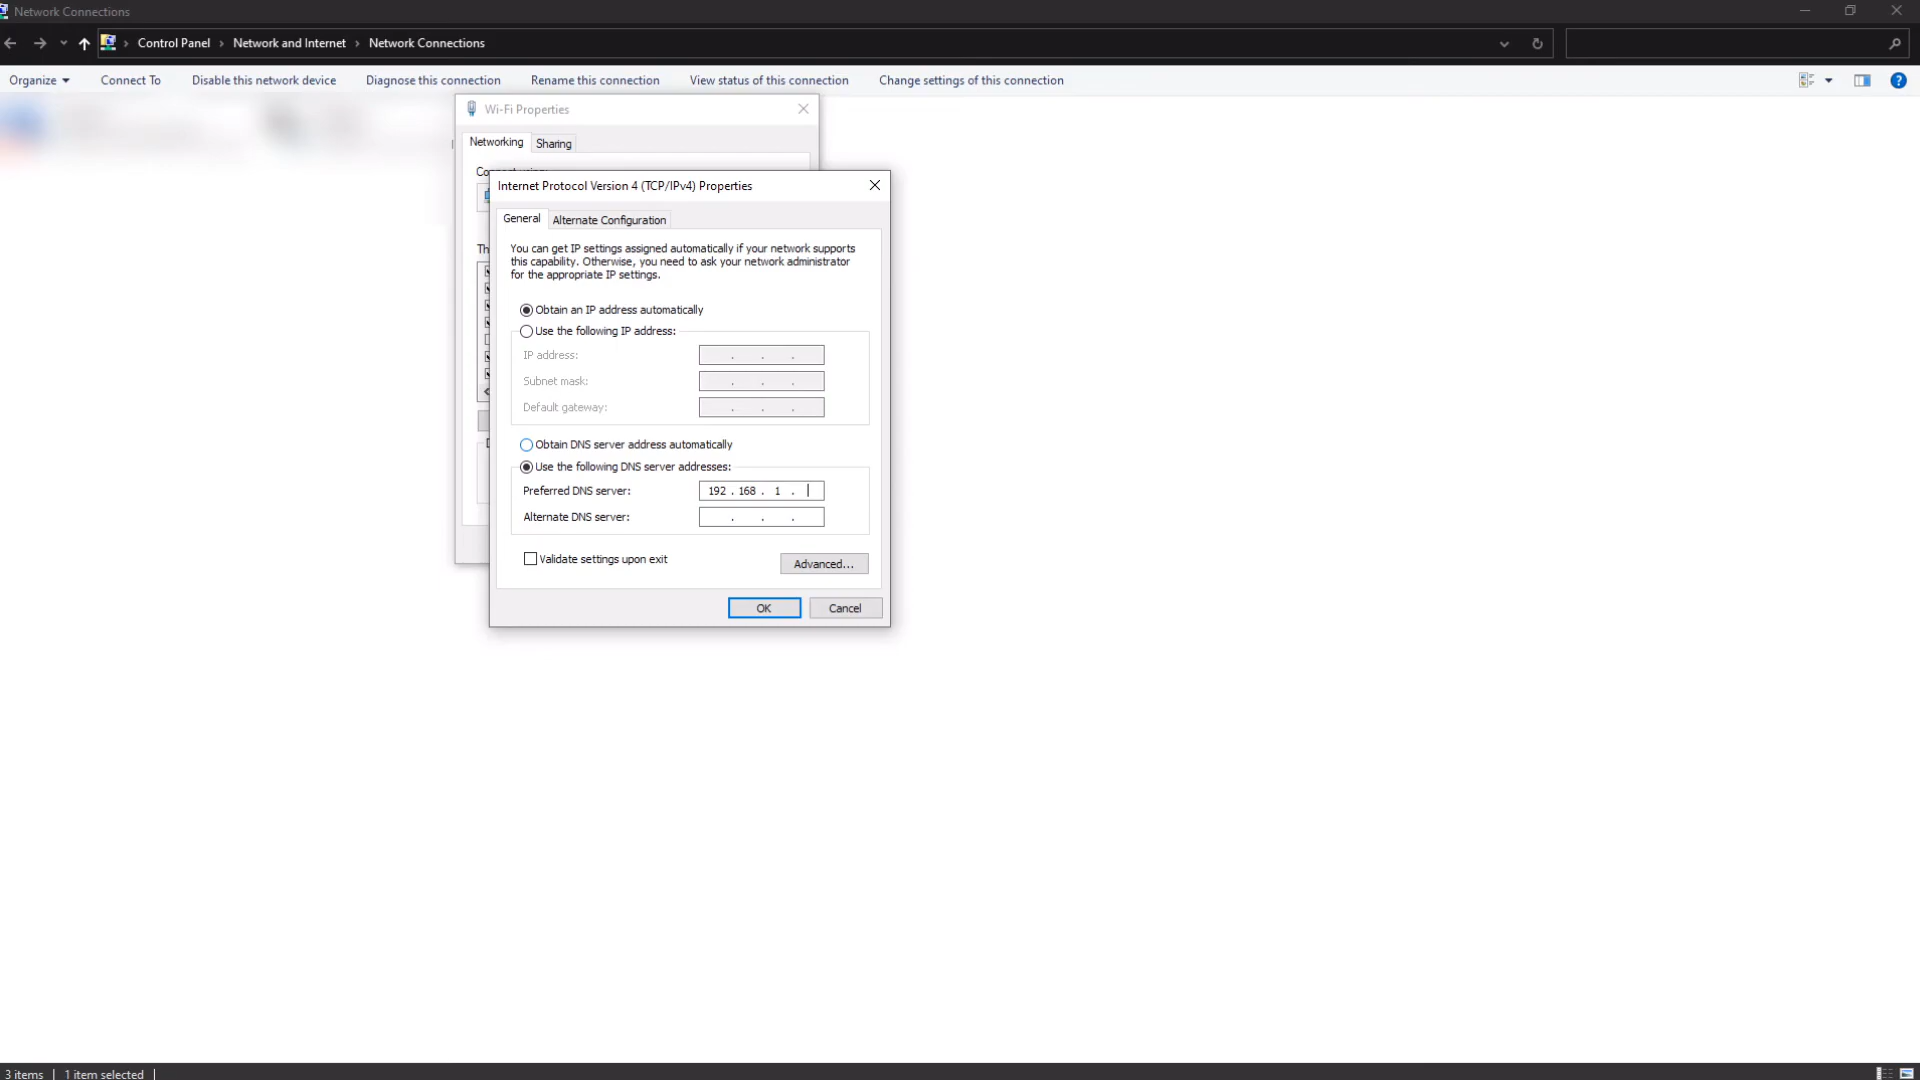 Network Connections
Control Panel › Network and Internet › Network Connections
Organize Connect To Disable this network device Diagnose this connection Rename this connection View status of this connection Change settings of this connection
Wi-Fi Properties
Networking Sharing
Internet Protocol Version 4 (TCP/IPv4) Properties
General Alternate Configuration
You can get IP settings assigned automatically if your network supports
this capability. Otherwise, you need to ask your network administrator
for the appropriate IP settings.
Obtain an IP address automatically
Use the following IP address:
IP address: . . .
Subnet mask: . . .
Default gateway: . . .
Obtain DNS server address automatically
Use the following DNS server addresses:
Preferred DNS server: 192 . 168 . 1 .
Alternate DNS server: . . .
Validate settings upon exit
Advanced...
OK Cancel
3 items 1 item selected